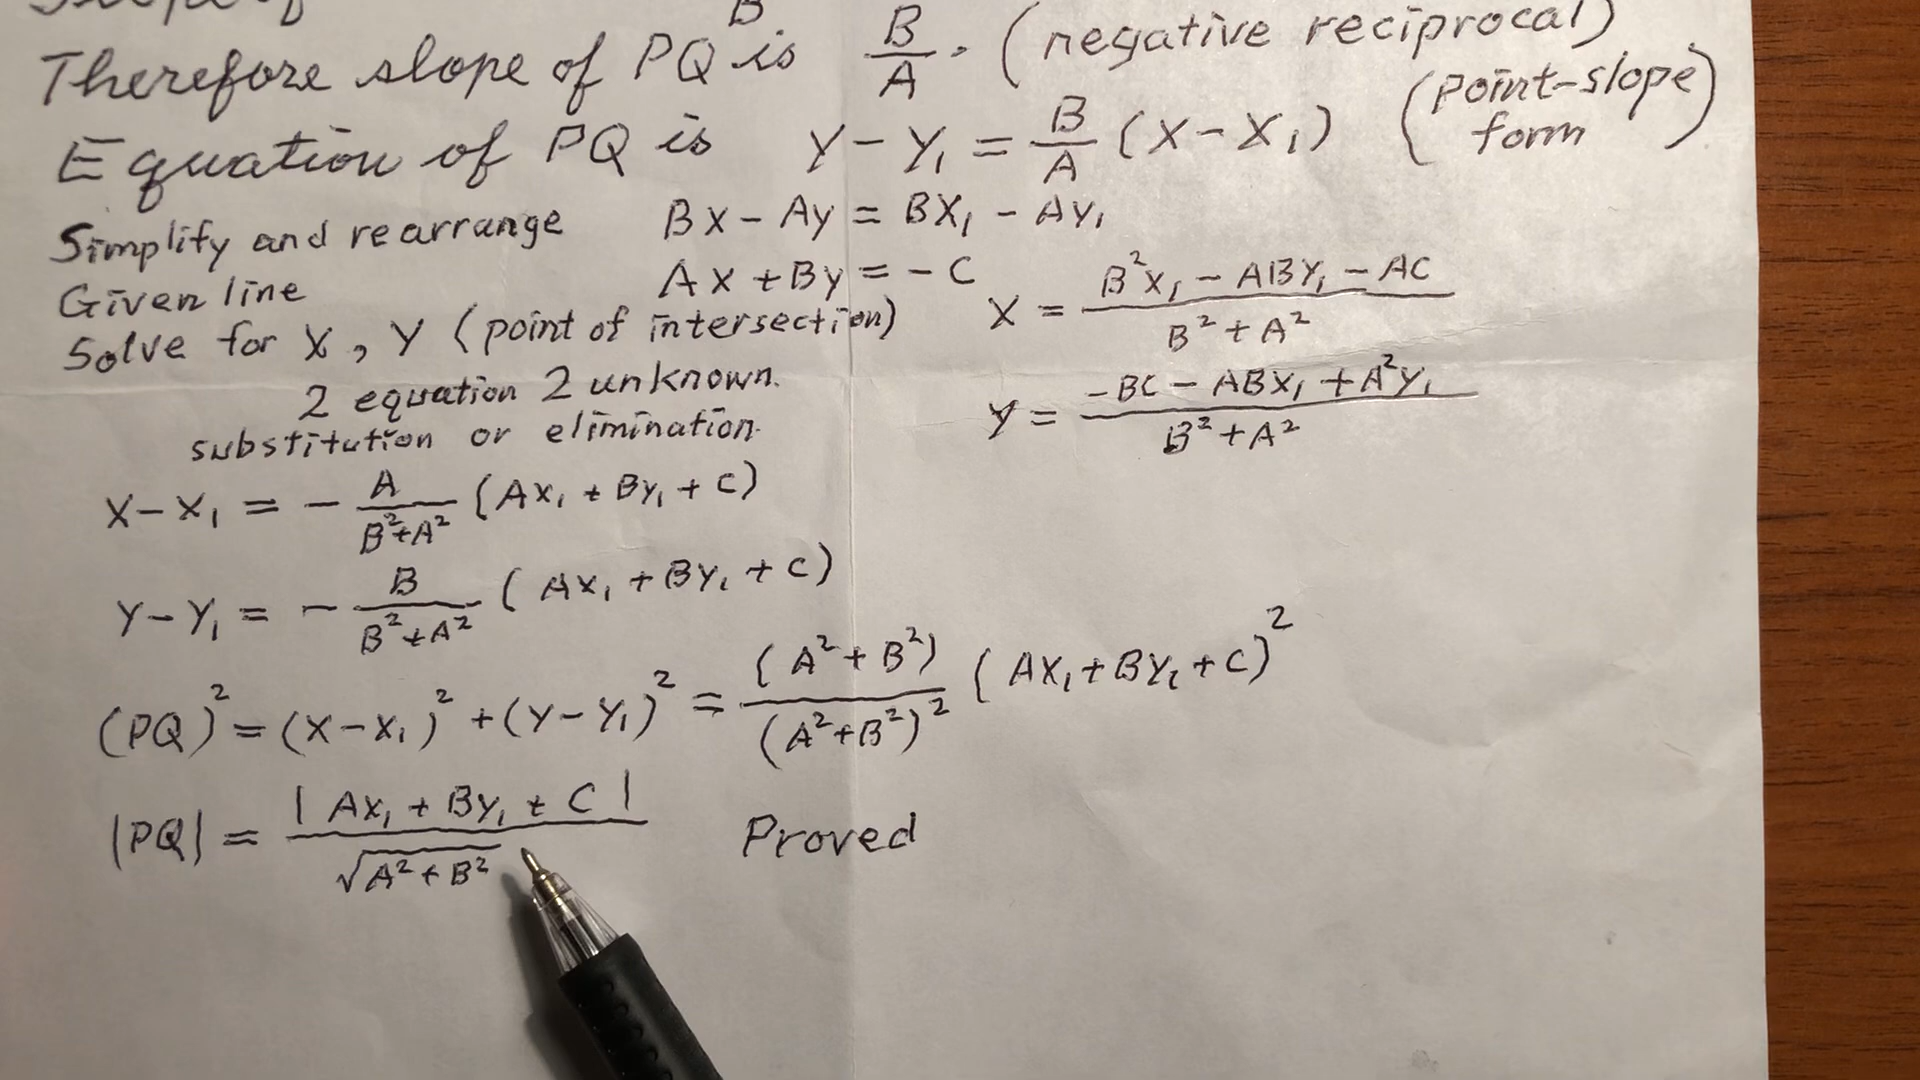 Slope of B
Therefore slope of PQ is B/A. (negative reciprocal)
Equation of PQ is Y - Y₁ = B/A (X - X₁) (point-slope form)
Simplify and rearrange BX - Ay = BX₁ - AY₁
Given line AX + By = - C
X = (B²X₁ - ABY₁ - AC)/(B² + A²)
Solve for X, Y (point of intersection)
2 equation 2 unknown.
Y = (-BC - ABX₁ + A²Y₁)/(B² + A²)
substitution or elimination.
X - X₁ = - A/(B²+A²) (AX₁ + BY₁ + C)
Y - Y₁ = - B/(B²+A²) (AX₁ + BY₁ + C)
(PQ)² = (X - X₁)² + (Y - Y₁)² = (A² + B²)/(A²+B²)² (AX₁ + BY₁ + C)²
|PQ| = |AX₁ + BY₁ + C|/√(A² + B²) Proved